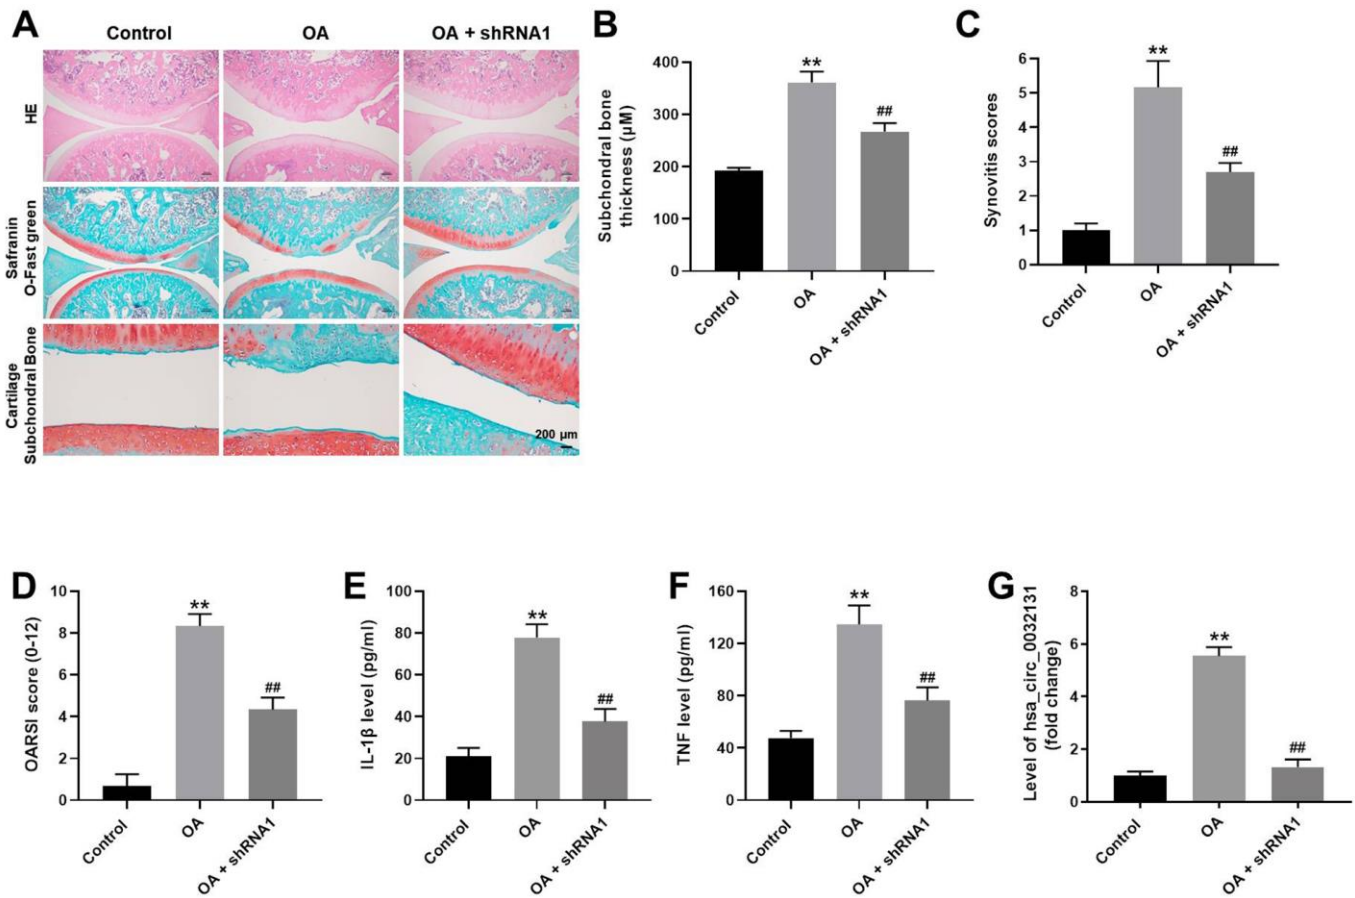 A
Control
OA
OA + shRNA1
HE
Safranin
O-Fast green
Cartilage
Subchondral Bone
200 µm
B
Subchondral bone
thickness (µM)
400
300
200
100
0
**
##
Control
OA
OA + shRNA1
C
Synovitis scores
6
5
4
3
2
1
0
**
##
Control
OA
OA + shRNA1
D
OARSI score (0-12)
10
8
6
4
2
0
**
##
Control
OA
OA + shRNA1
E
IL-1β level (pg/ml)
100
80
60
40
20
0
**
##
Control
OA
OA + shRNA1
F
TNF level (pg/ml)
160
120
80
40
0
**
##
Control
OA
OA + shRNA1
G
Level of hsa_circ_0032131
(fold change)
8
6
4
2
0
**
##
Control
OA
OA + shRNA1